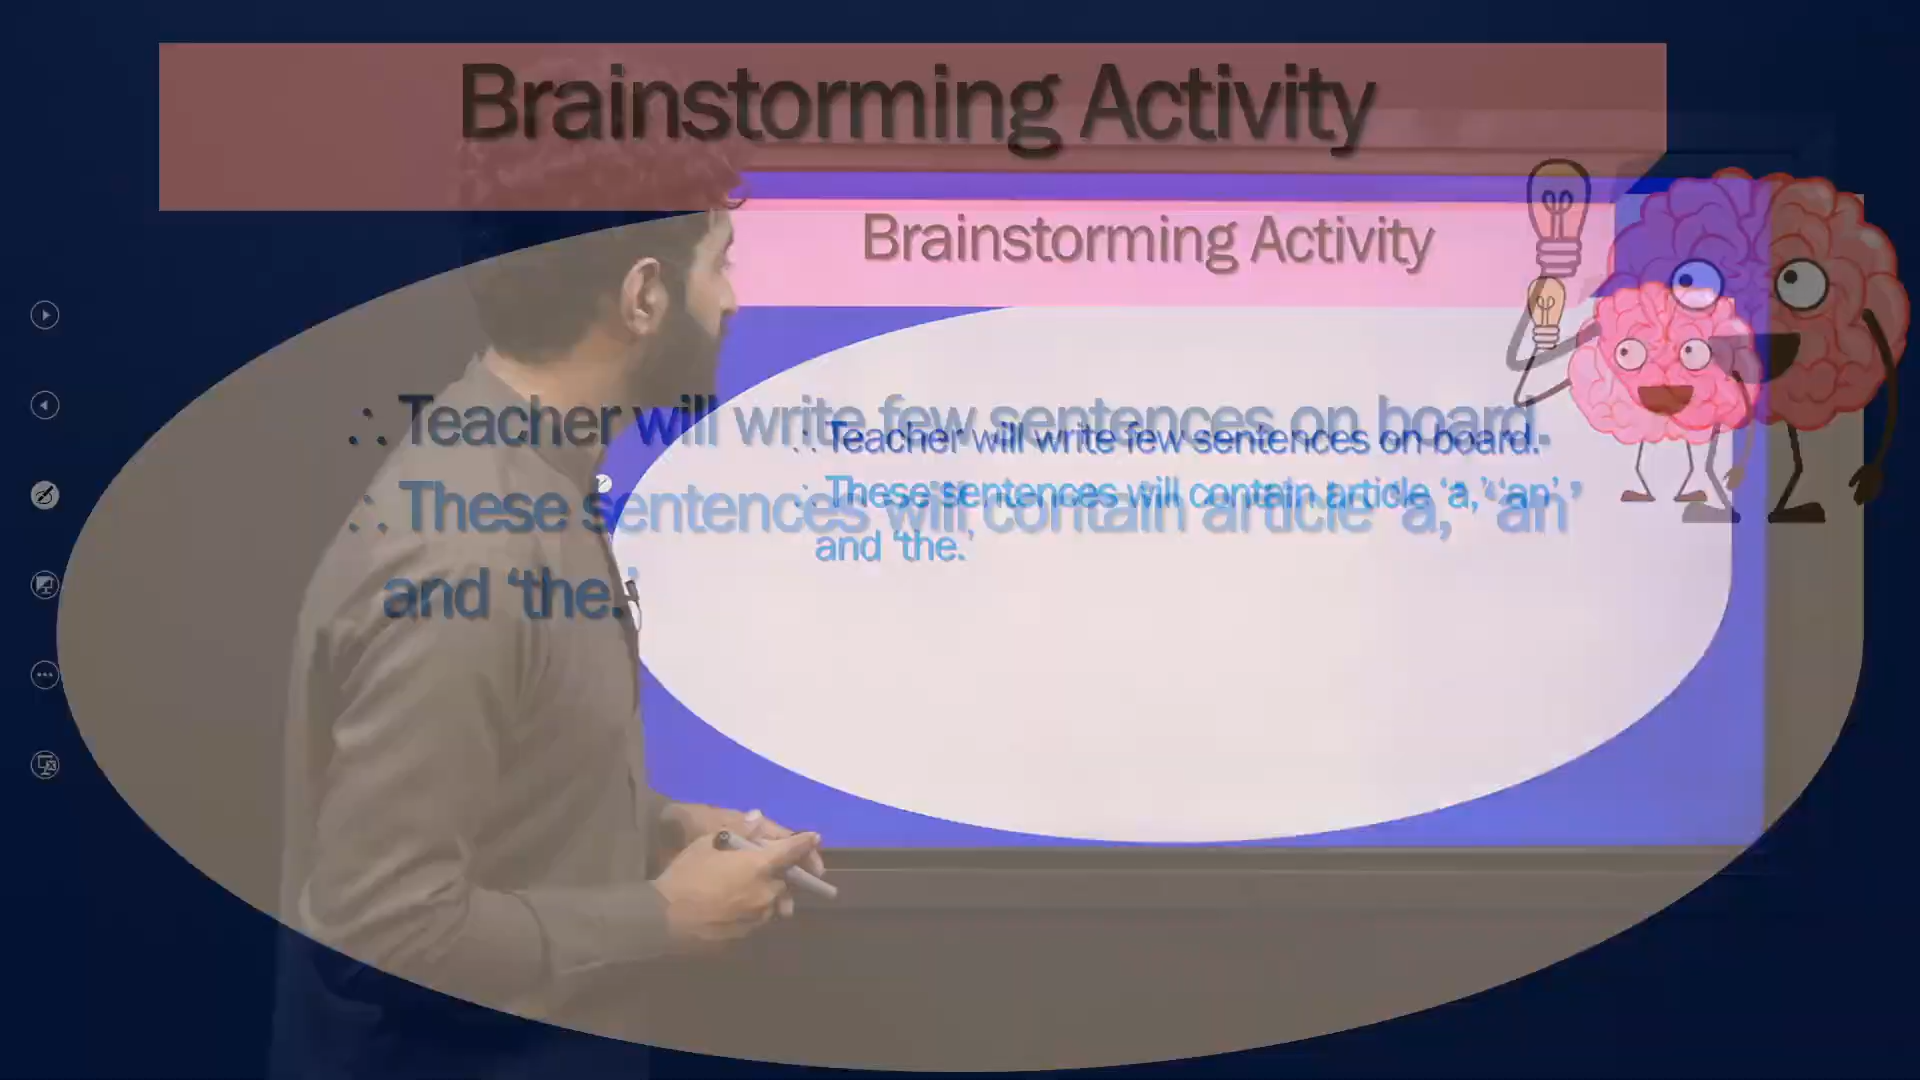 Brainstorming Activity
Brainstorming Activity
∴ Teacher will write few sentences on board.
∴ Teacher will write few sentences on board.
∴ These sentences will contain article ‘a,’ ‘an’
and ‘the.’
∴ These sentences will contain article ‘a,’ ‘an’
and ‘the.’